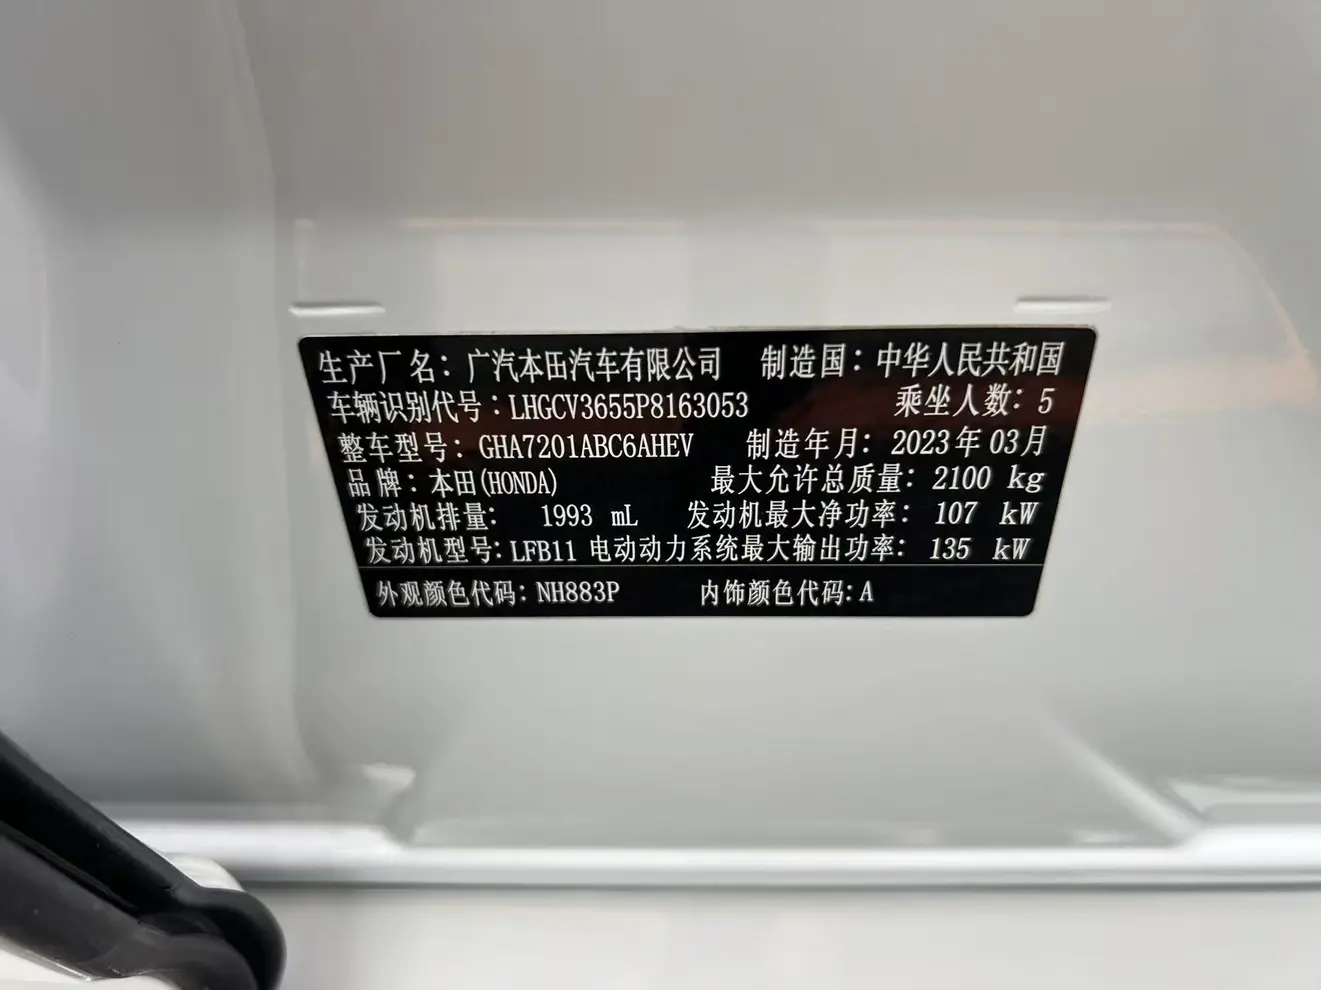 生产厂名：广汽本田汽车有限公司 制造国：中华人民共和国
车辆识别代号：LHGCV3655P8163053 乘坐人数：5
整车型号：GHA7201ABC6AHEV 制造年月：2023年03月
品牌：本田(HONDA) 最大允许总质量：2100 kg
发动机排量： 1993 mL 发动机最大净功率： 107 kW
发动机型号：LFB11 电动动力系统最大输出功率： 135 kW
外观颜色代码：NH883P 内饰颜色代码：A